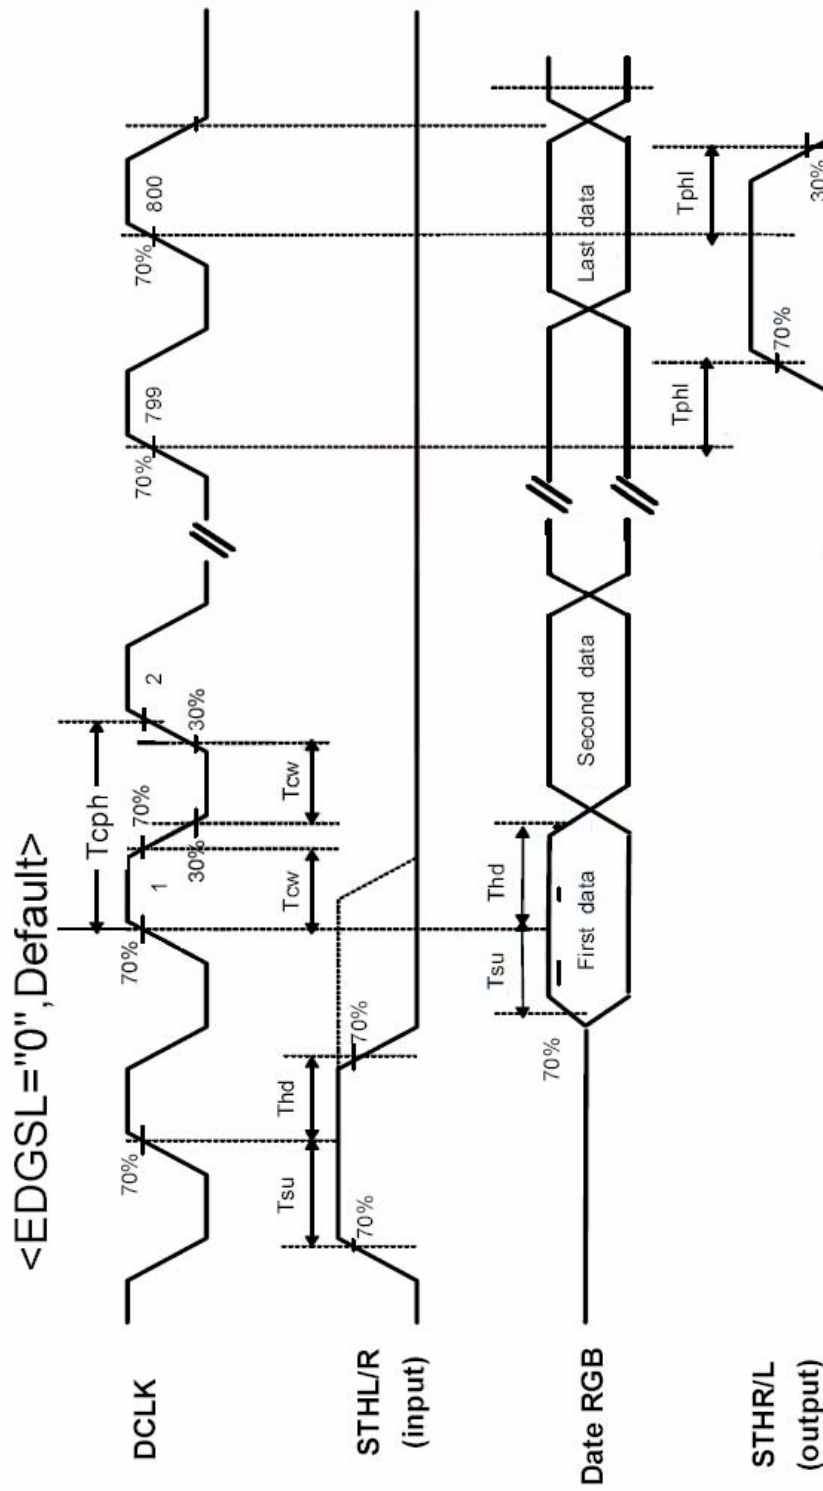 <EDGSL="0",Default>
Tcph
DCLK
70%
70%
1
70%
30%
30%
2
70%
799
70%
800
Tcw
Tcw
STHL/R
(input)
Tsu
Thd
70%
70%
Date RGB
70%
Tsu
Thd
First data
Second data
Last data
STHR/L
(output)
Tphl
Tphl
70%
30%